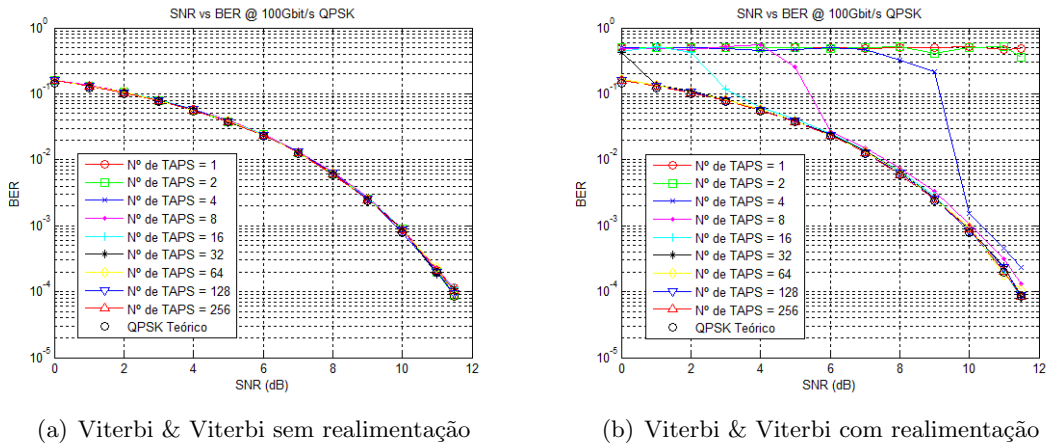 SNR vs BER @ 100Gbit/s QPSK
10^0
10^-1
10^-2
10^-3
10^-4
10^-5
BER
Nº de TAPS = 1
Nº de TAPS = 2
Nº de TAPS = 4
Nº de TAPS = 8
Nº de TAPS = 16
Nº de TAPS = 32
Nº de TAPS = 64
Nº de TAPS = 128
Nº de TAPS = 256
QPSK Teórico
0 2 4 6 8 10 12
SNR (dB)
(a) Viterbi & Viterbi sem realimentação
SNR vs BER @ 100Gbit/s QPSK
10^0
10^-1
10^-2
10^-3
10^-4
10^-5
BER
Nº de TAPS = 1
Nº de TAPS = 2
Nº de TAPS = 4
Nº de TAPS = 8
Nº de TAPS = 16
Nº de TAPS = 32
Nº de TAPS = 64
Nº de TAPS = 128
Nº de TAPS = 256
QPSK Teórico
0 2 4 6 8 10 12
SNR (dB)
(b) Viterbi & Viterbi com realimentação